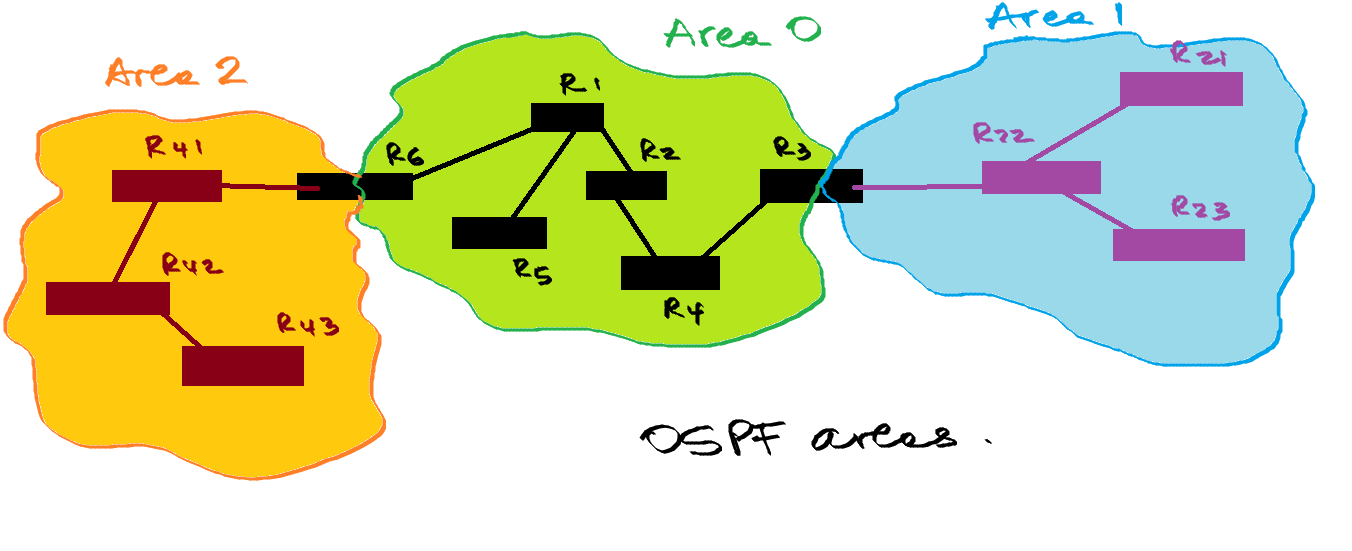 Area 2
Area 0
Area 1
R41
R42
R43
R6
R1
R2
R3
R5
R4
R21
R22
R23
OSPF areas.